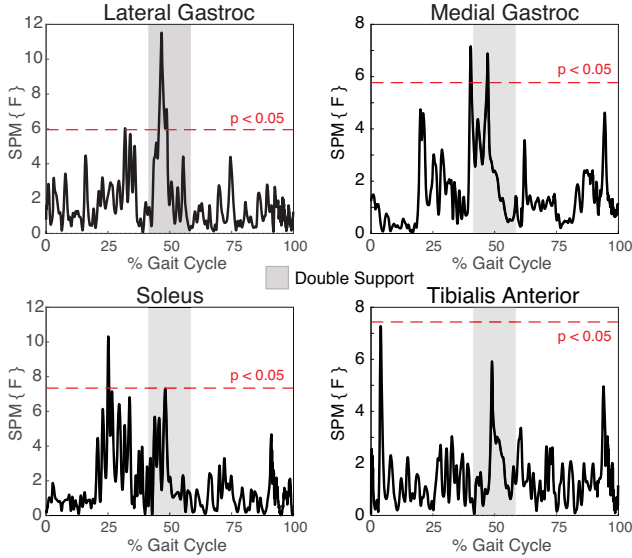 Lateral Gastroc
SPM { F }
12
10
8
6
4
2
0
p < 0.05
0 25 50 75 100
% Gait Cycle
Medial Gastroc
SPM { F }
8
6
4
2
0
p < 0.05
0 25 50 75 100
% Gait Cycle
Double Support
Soleus
SPM { F }
12
10
8
6
4
2
0
p < 0.05
0 25 50 75 100
% Gait Cycle
Tibialis Anterior
SPM { F }
8
6
4
2
0
p < 0.05
0 25 50 75 100
% Gait Cycle